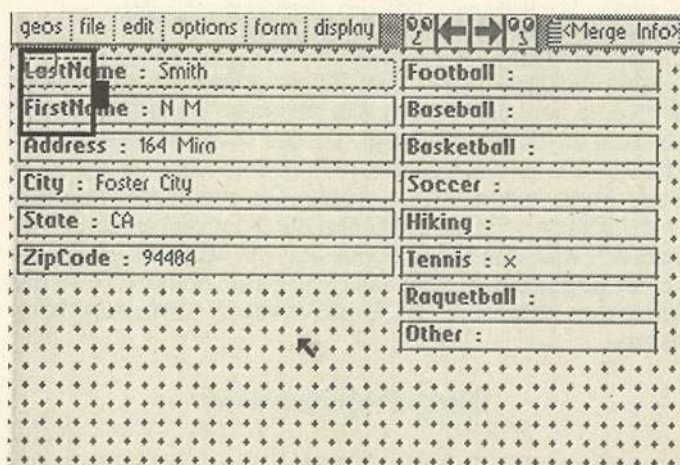 geos file edit options form display <Merge Info>
LastName : Smith
FirstName : N M
Address : 164 Mira
City : Foster City
State : CA
ZipCode : 94404
Football :
Baseball :
Basketball :
Soccer :
Hiking :
Tennis : x
Raquetball :
Other :